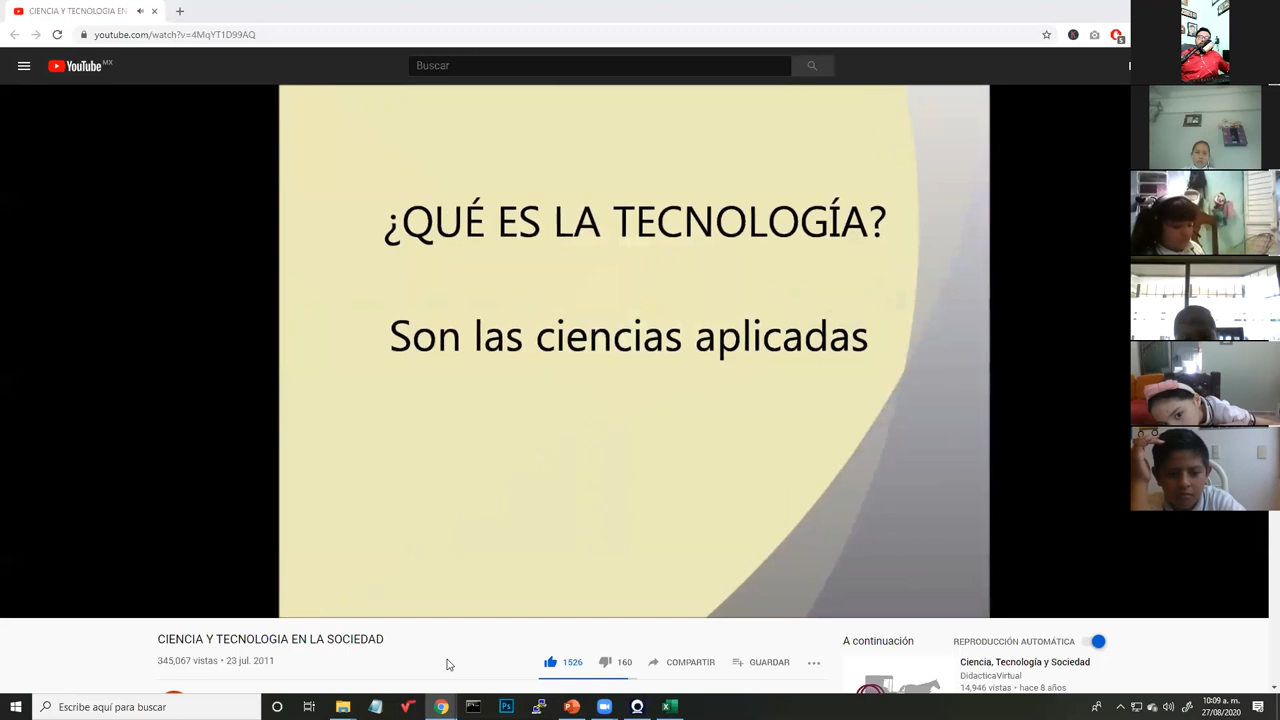 CIENCIA Y TECNOLOGIA EN
youtube.com/watch?v=4MqYT1D99AQ
YouTube MX
Buscar
¿QUÉ ES LA TECNOLOGÍA?
Son las ciencias aplicadas
CIENCIA Y TECNOLOGIA EN LA SOCIEDAD
345,067 vistas • 23 jul. 2011
1526
160
COMPARTIR
GUARDAR
A continuación
REPRODUCCIÓN AUTOMÁTICA
Ciencia, Tecnología y Sociedad
DidacticaVirtual
14,946 vistas • hace 8 años
Escribe aquí para buscar
10:09 a.m.
27/08/2020